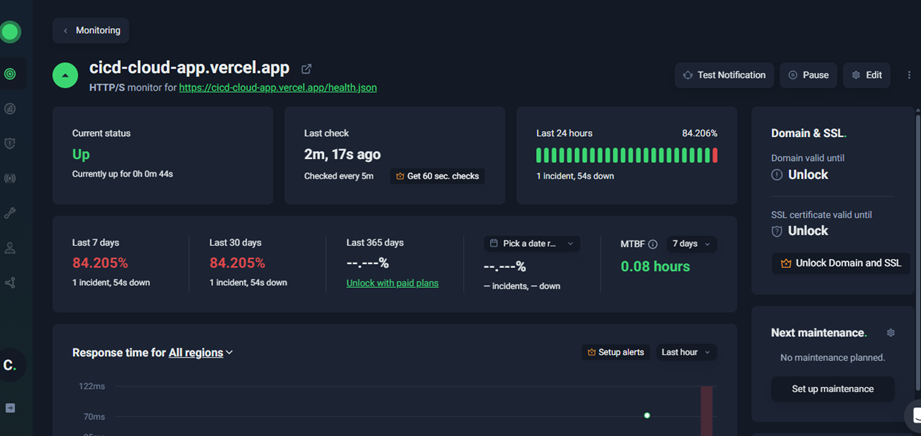 Monitoring
cicd-cloud-app.vercel.app
HTTP/S monitor for https://cicd-cloud-app.vercel.app/health.json
Test Notification
Pause
Edit
Current status
Up
Currently up for 0h 0m 44s
Last check
2m, 17s ago
Checked every 5m
Get 60 sec. checks
Last 24 hours
84.206%
1 incident, 54s down
Domain & SSL.
Domain valid until
Unlock
SSL certificate valid until
Unlock
Unlock Domain and SSL
Last 7 days
84.205%
1 incident, 54s down
Last 30 days
84.205%
1 incident, 54s down
Last 365 days
--.---%
Unlock with paid plans
Pick a date r...
--.---%
— incidents, — down
MTBF
7 days
0.08 hours
Next maintenance.
No maintenance planned.
Set up maintenance
Response time for All regions
Setup alerts
Last hour
122ms
70ms
C.